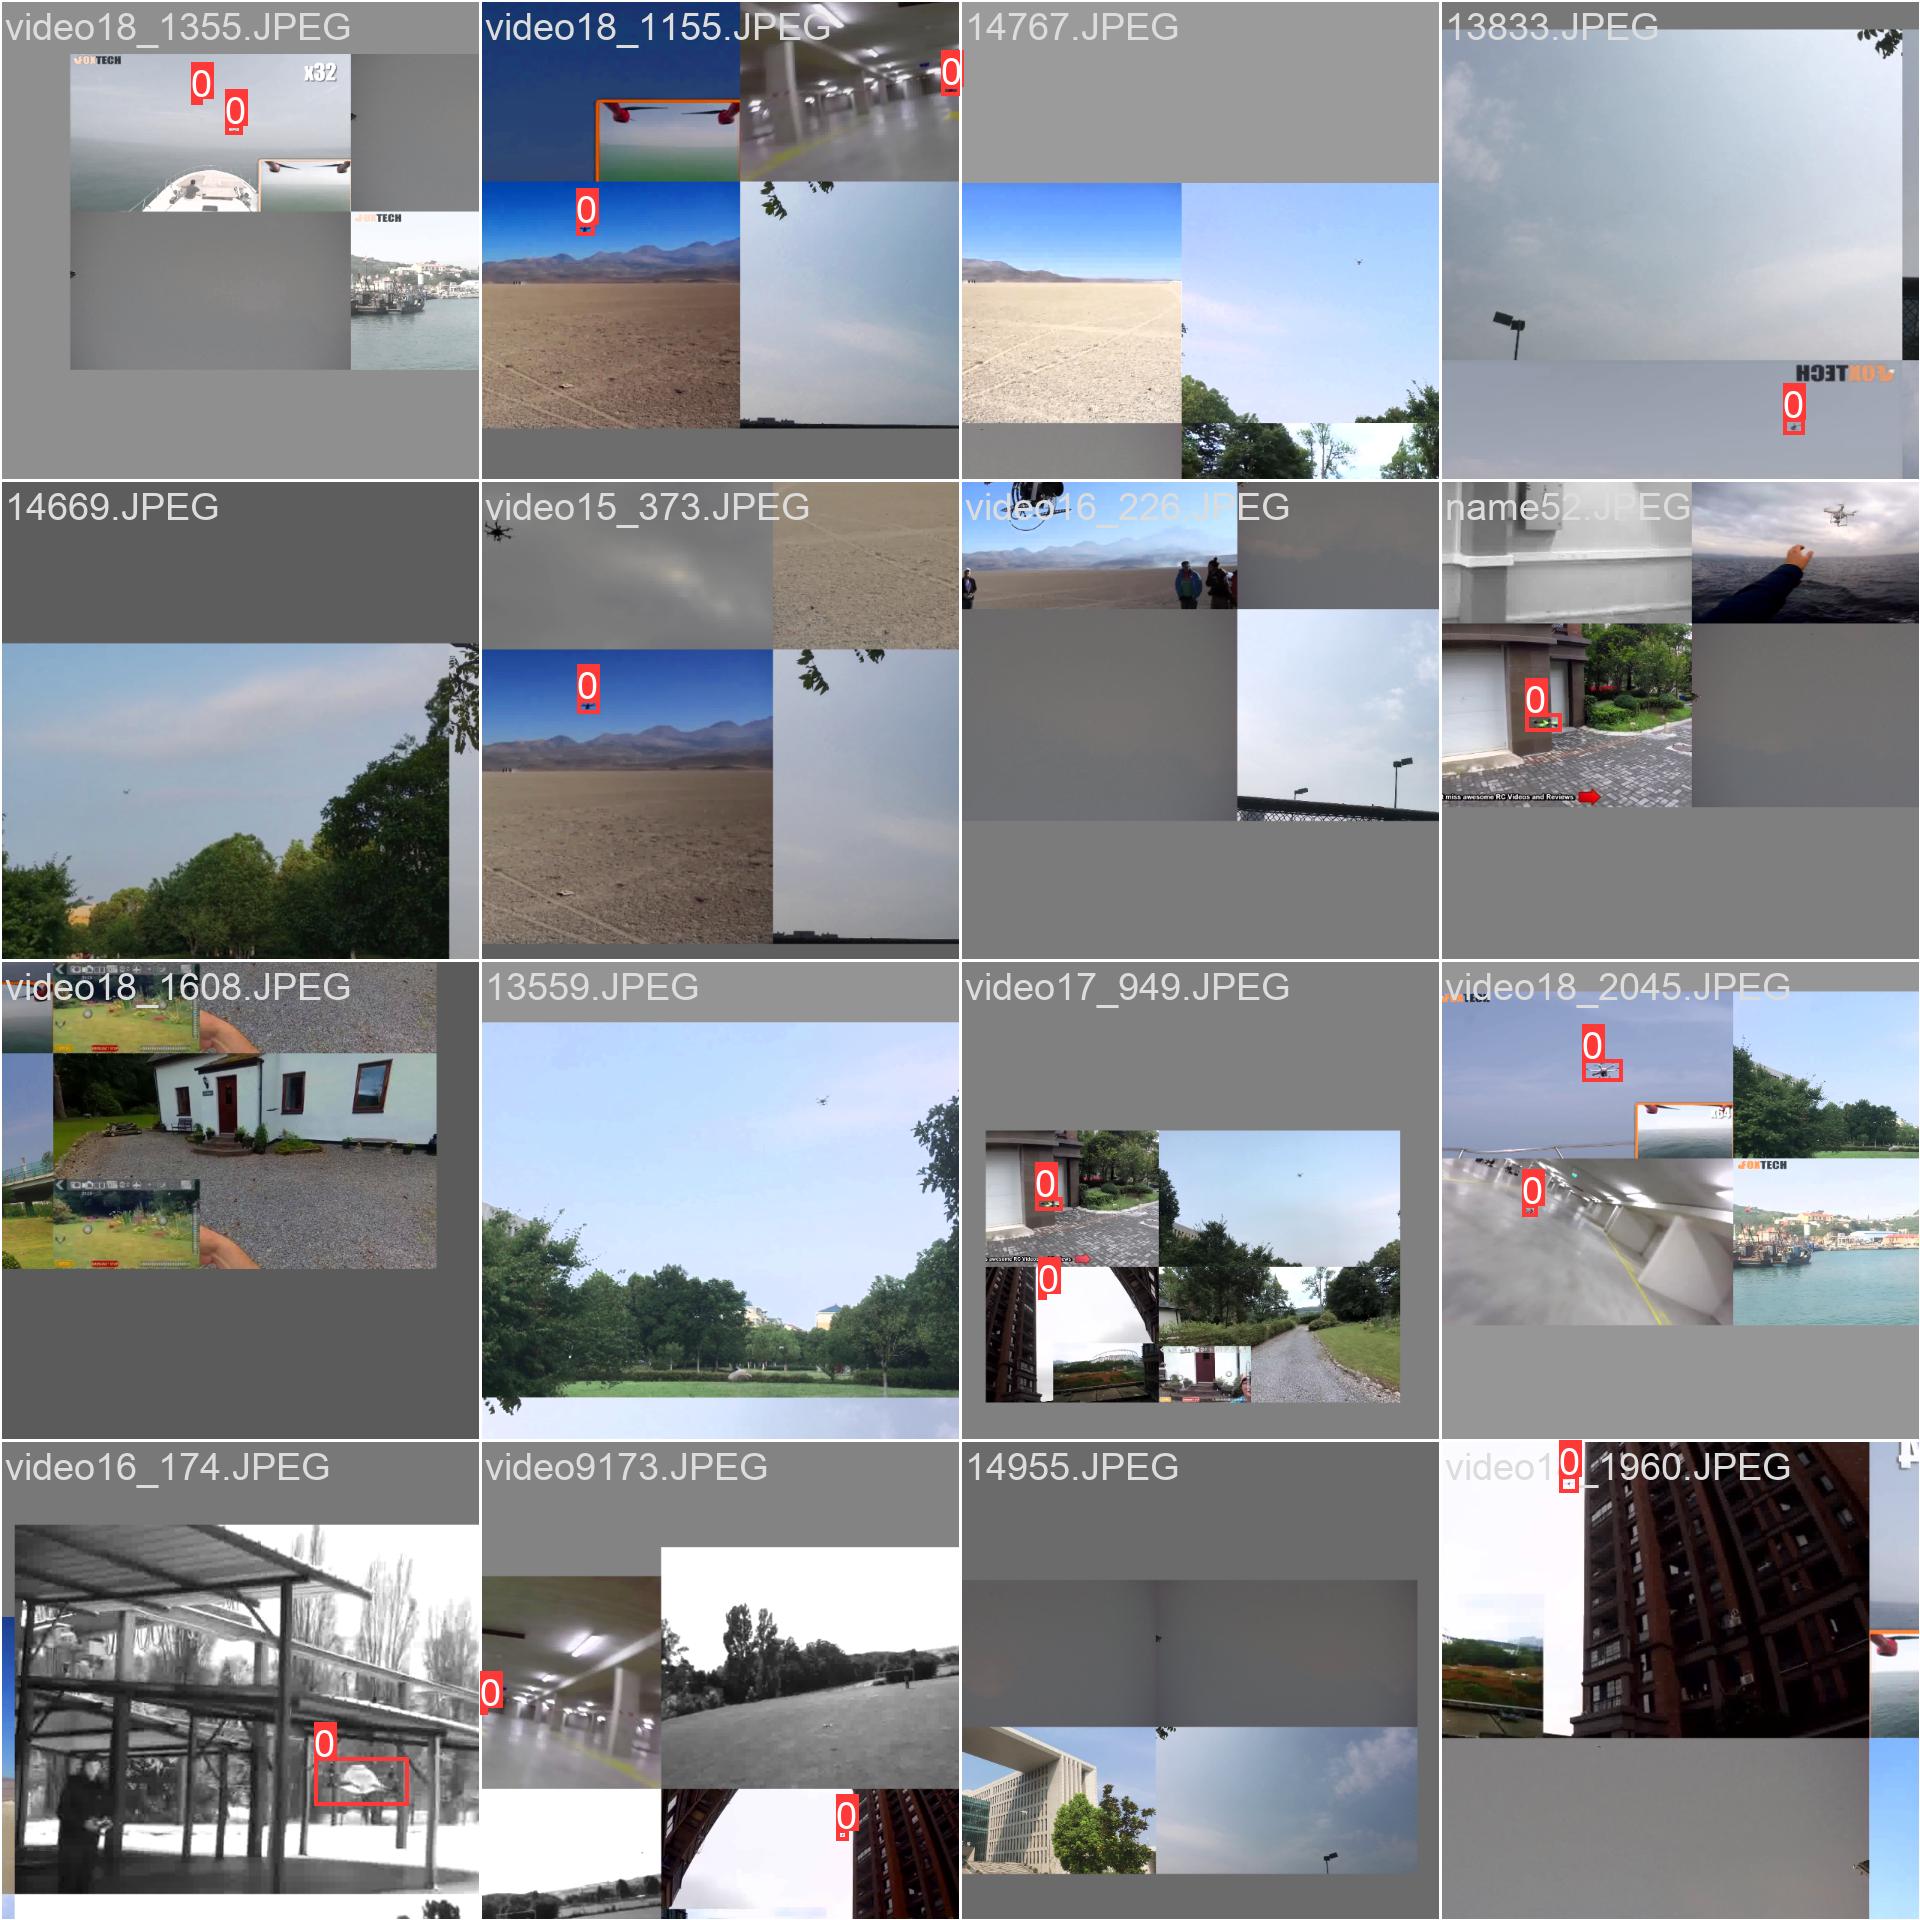 video18_1355.JPEG
video18_1155.JPEG
14767.JPEG
13833.JPEG
FOXTECH
x32
0
0
FOXTECH
0
0
FOXTECH
0
14669.JPEG
video15_373.JPEG
video16_226.JPEG
name52.JPEG
0
0
miss awesome RC Videos and Reviews
video18_1608.JPEG
13559.JPEG
video17_949.JPEG
video18_2045.JPEG
0
x64
0
FOXTECH
0
awesome RC
0
video16_174.JPEG
video9173.JPEG
14955.JPEG
0
_1960.JPEG
0
0
0